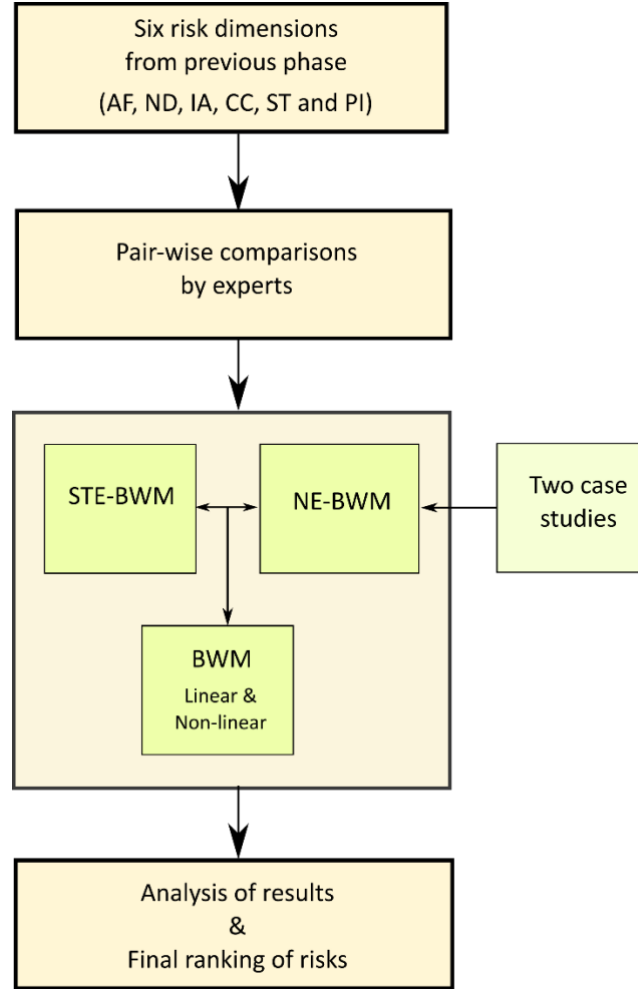 Six risk dimensions
from previous phase
(AF, ND, IA, CC, ST and PI)
Pair-wise comparisons
by experts
STE-BWM
NE-BWM
Two case
studies
BWM
Linear &
Non-linear
Analysis of results
&
Final ranking of risks